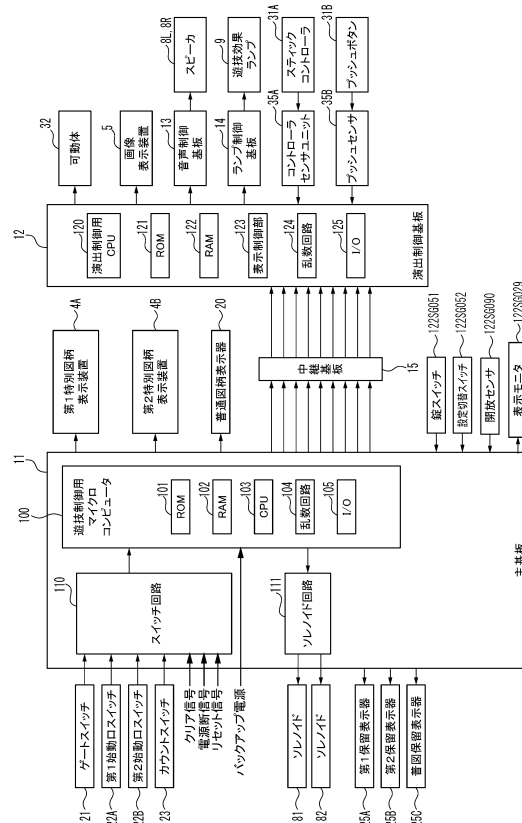 32
可動体
5
画像
表示装置
13
音声制御
基板
8L,8R
スピーカ
14
ランプ制御
基板
9
遊技効果
ランプ
35A
コントローラ
センサユニット
31A
スティック
コントローラ
35B
プッシュセンサ
31B
プッシュボタン
12
120
演出制御用
CPU
121
ROM
122
RAM
123
表示制御部
124
乱数回路
125
I/O
演出制御基板
4A
第1特別図柄
表示装置
4B
第2特別図柄
表示装置
20
普通図柄表示器
中継基板
15
122SG051
錠スイッチ
122SG052
設定切替スイッチ
122SG090
開放センサ
122SG029
表示モニタ
11
100
遊技制御用
マイクロ
コンピュータ
101
ROM
102
RAM
103
CPU
104
乱数回路
105
I/O
110
スイッチ回路
111
ソレノイド回路
主基板
ゲートスイッチ
21
第1始動口スイッチ
22A
第2始動口スイッチ
22B
カウントスイッチ
23
クリア信号
電源断信号
リセット信号
バックアップ電源
ソレノイド
81
ソレノイド
82
第1保留表示器
25A
第2保留表示器
25B
普図保留表示器
25C